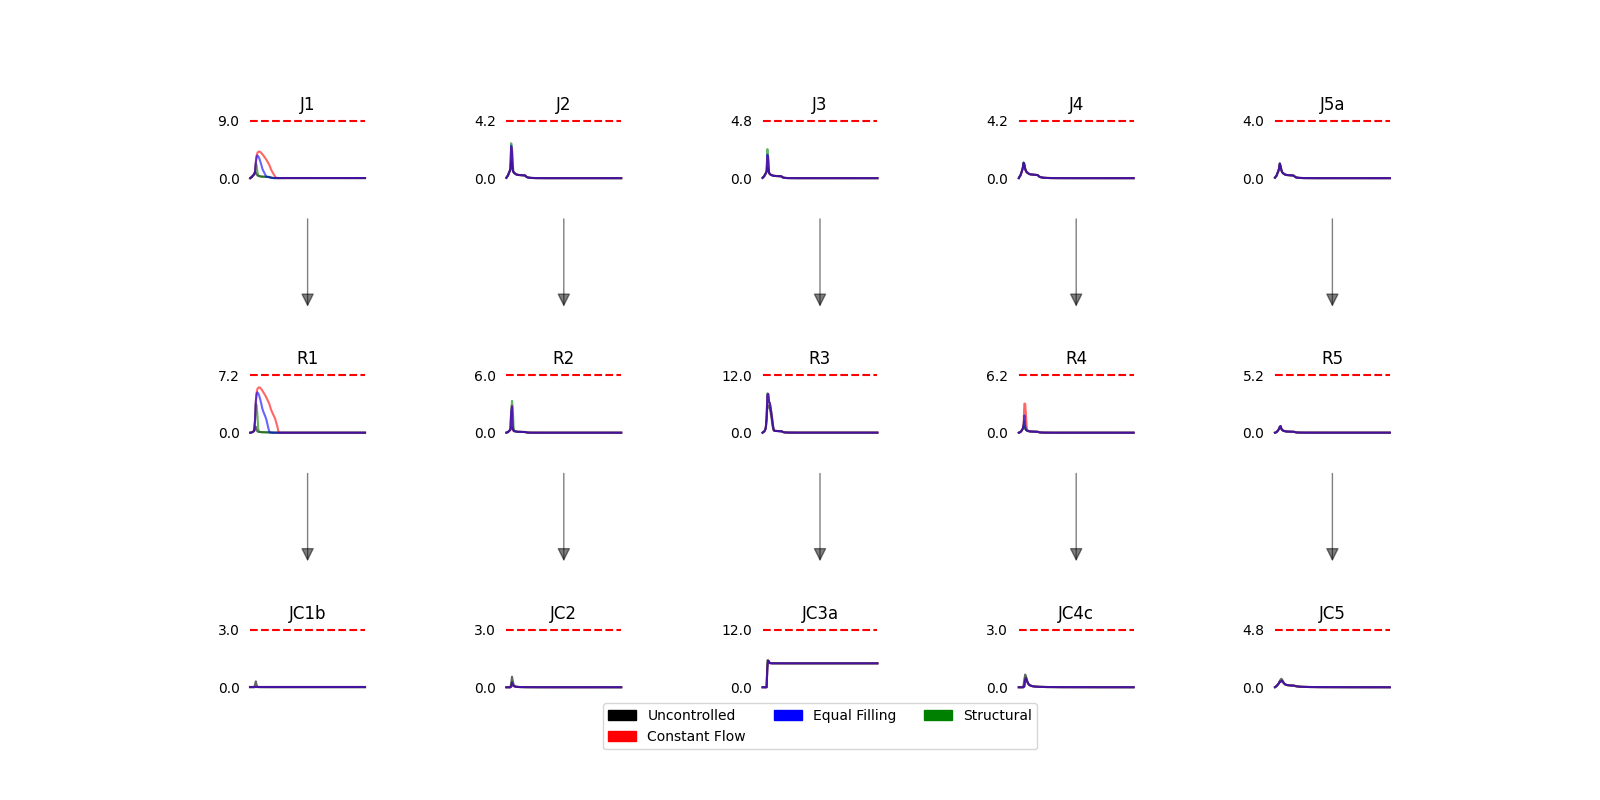 J1 J2 J3 J4 J5a
9.0 4.2 4.8 4.2 4.0
0.0 0.0 0.0 0.0 0.0
R1 R2 R3 R4 R5
7.2 6.0 12.0 6.2 5.2
0.0 0.0 0.0 0.0 0.0
JC1b JC2 JC3a JC4c JC5
3.0 3.0 12.0 3.0 4.8
0.0 0.0 0.0 0.0 0.0
Uncontrolled Equal Filling Structural
Constant Flow